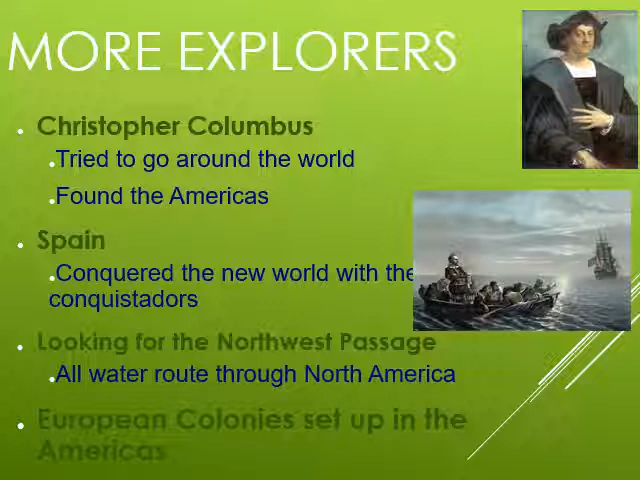 MORE EXPLORERS
• Christopher Columbus
• Tried to go around the world
• Found the Americas
• Spain
• Conquered the new world with the
conquistadors
• Looking for the Northwest Passage
• All water route through North America
• European Colonies set up in the
Americas